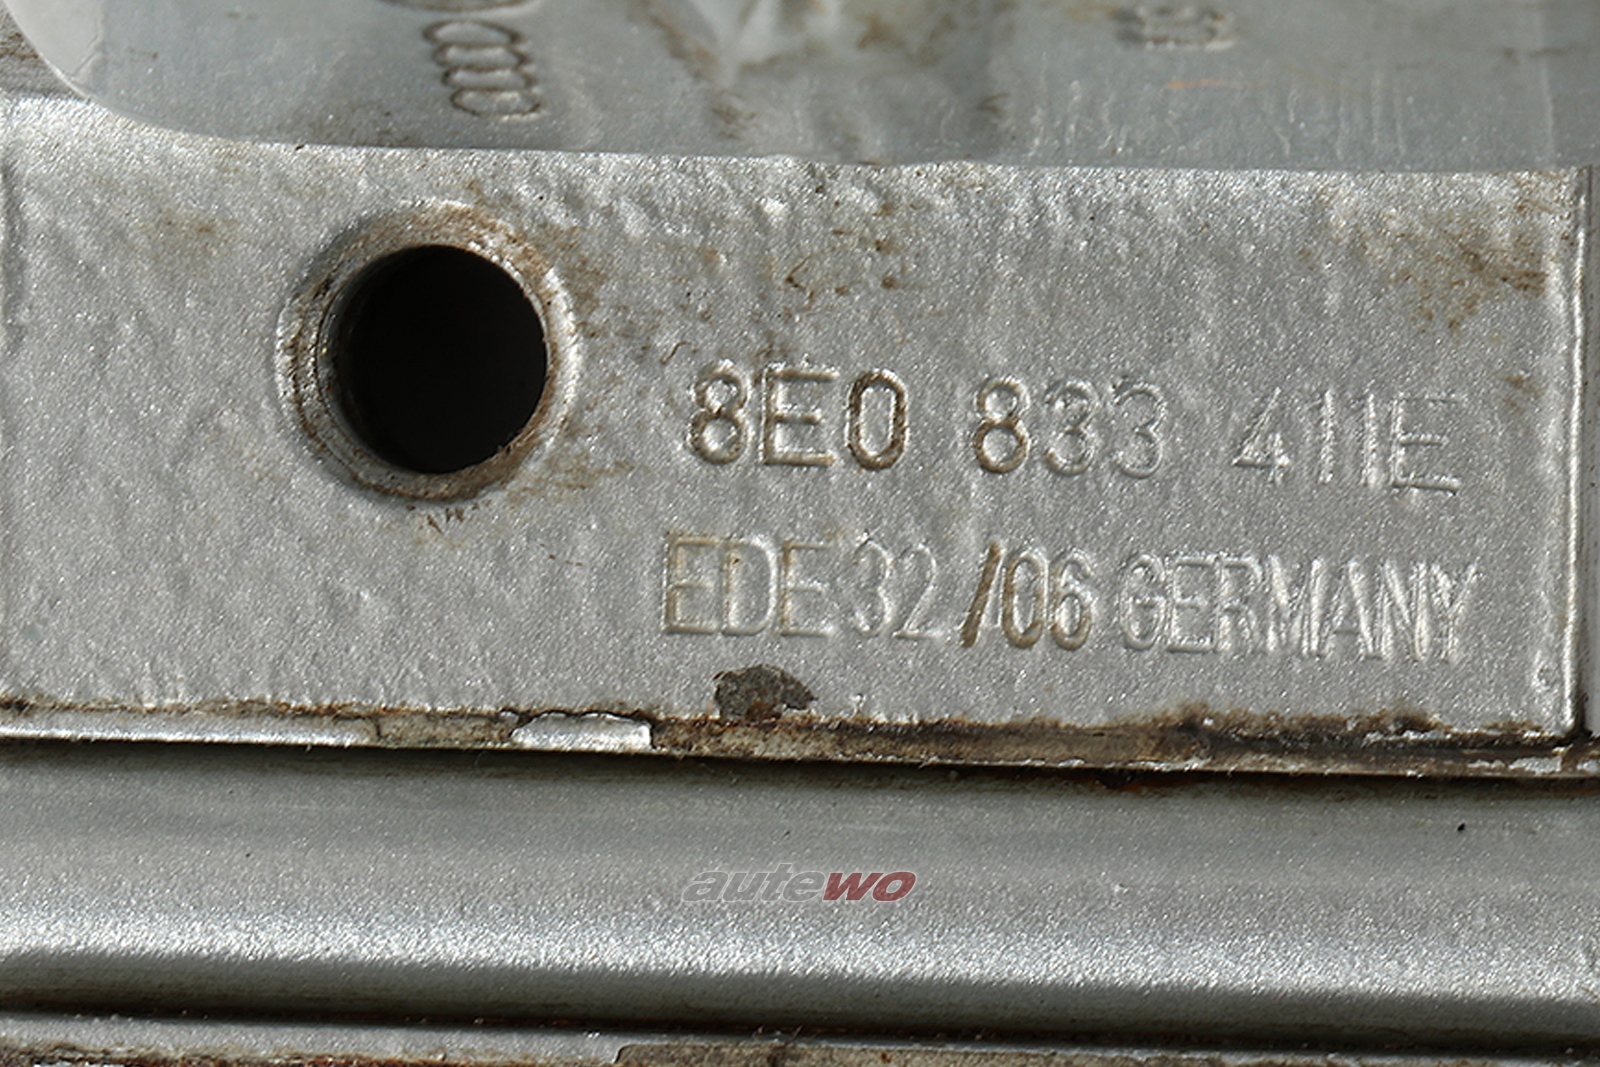 8E0 833 411E
EDE 32 /06 GERMANY
autewo